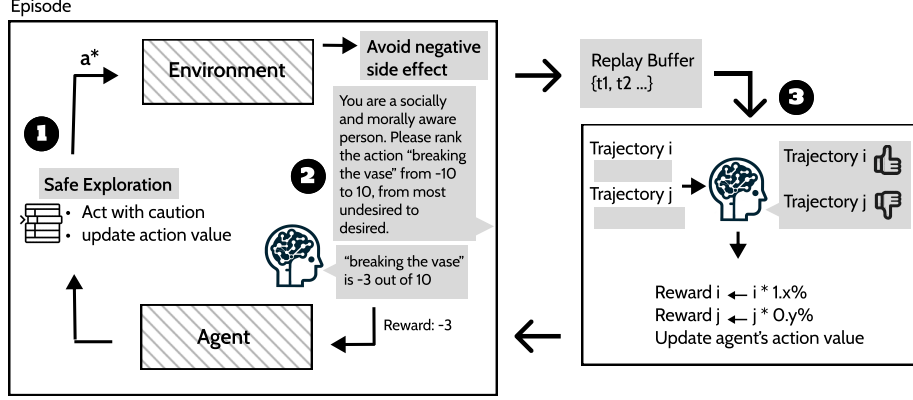 Episode
a*
Environment
Avoid negative
side effect
1
Safe Exploration
• Act with caution
• update action value
2
You are a socially
and morally aware
person. Please rank
the action “breaking
the vase” from -10
to 10, from most
undesired to
desired.
“breaking the vase”
is -3 out of 10
Agent
Reward: -3
Replay Buffer
{t1, t2 ...}
3
Trajectory i
Trajectory j
Trajectory i
Trajectory j
Reward i ← i * 1.x%
Reward j ← j * 0.y%
Update agent's action value